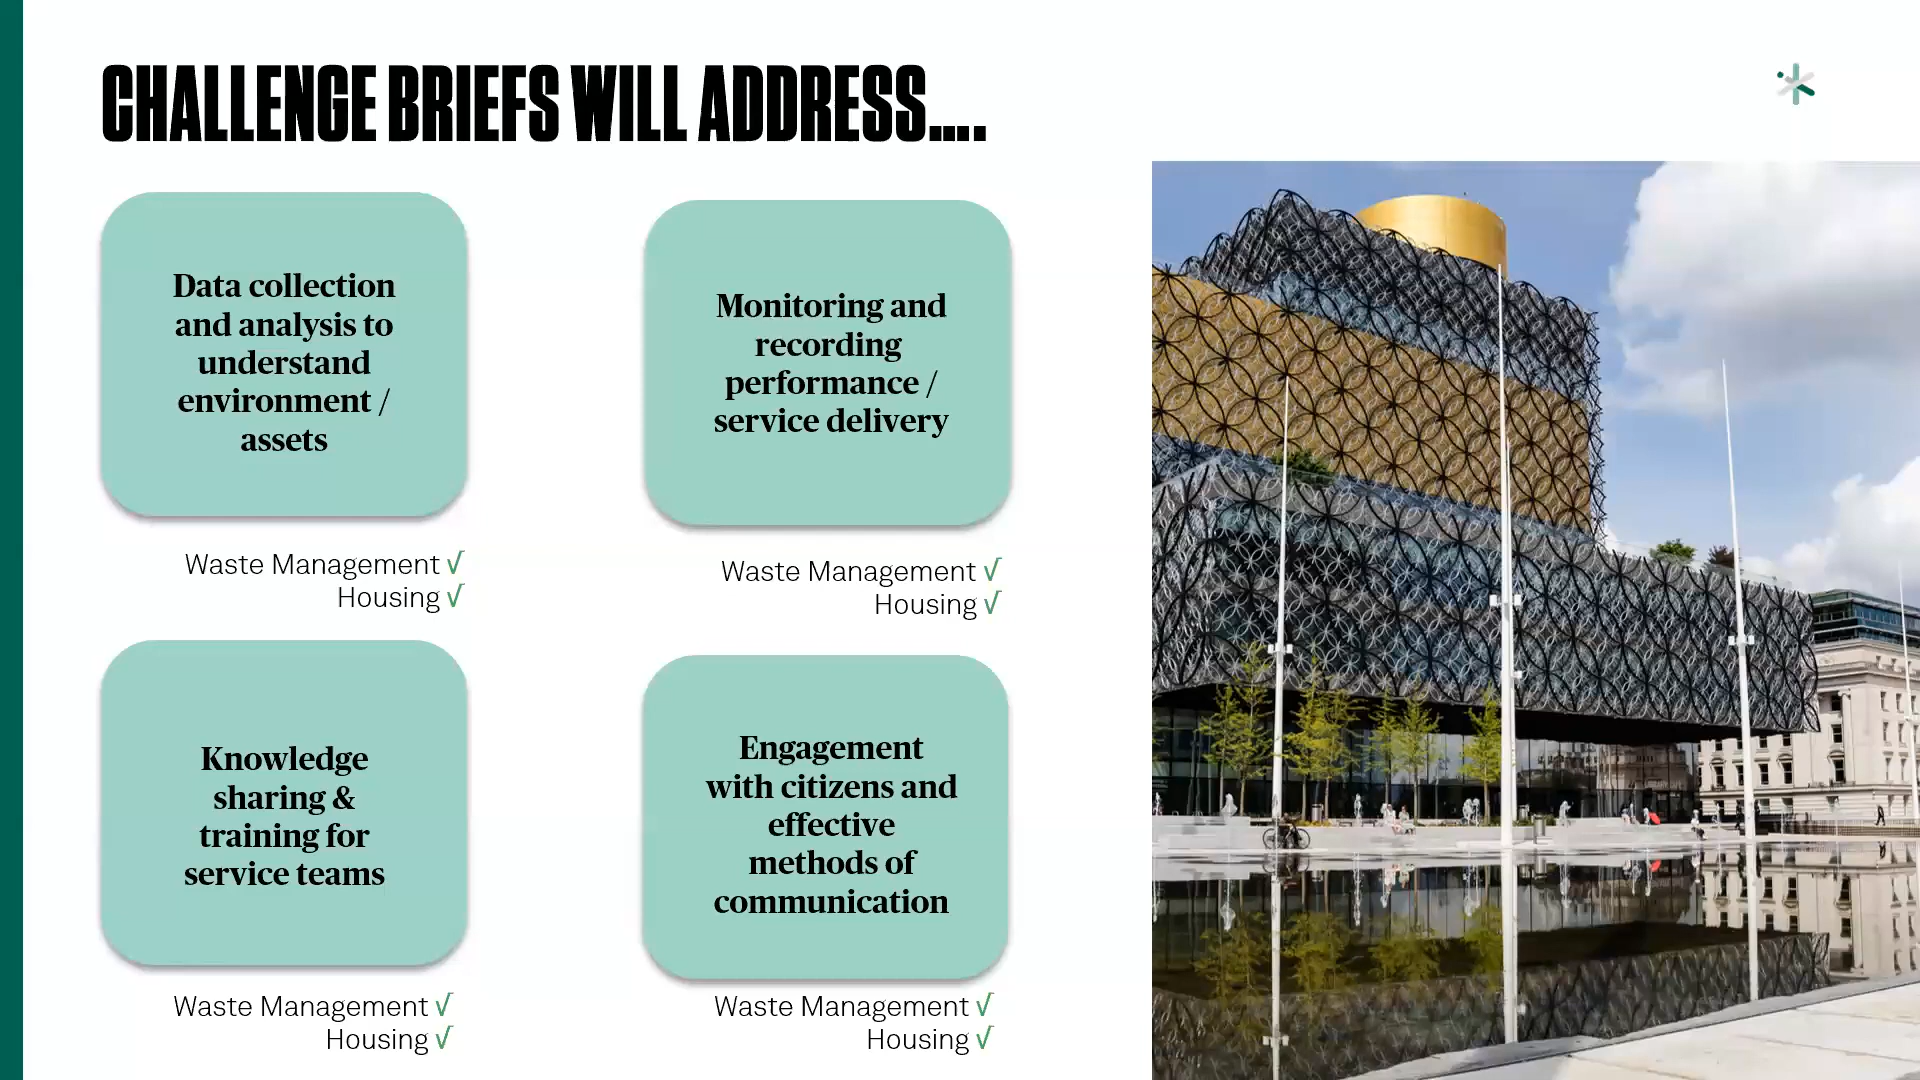 CHALLENGE BRIEFS WILL ADDRESS....
Data collection
and analysis to
understand
environment /
assets
Waste Management √
Housing √
Monitoring and
recording
performance /
service delivery
Waste Management √
Housing √
Knowledge
sharing &
training for
service teams
Waste Management √
Housing √
Engagement
with citizens and
effective
methods of
communication
Waste Management √
Housing √